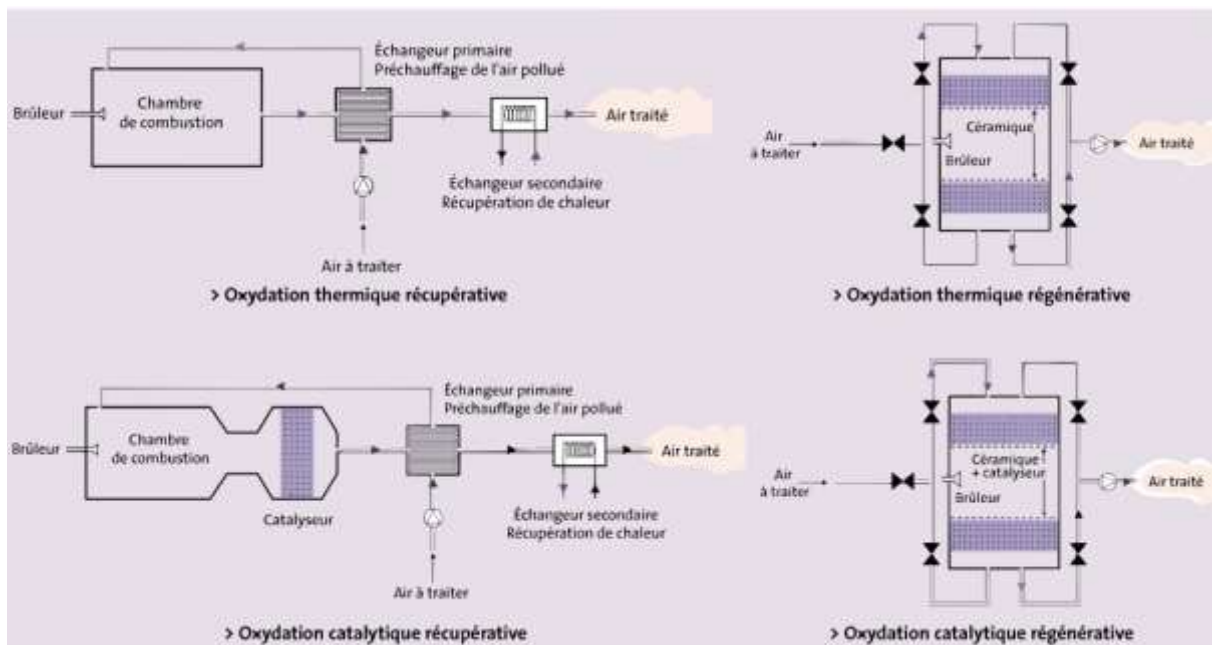 Échangeur primaire
Préchauffage de l'air pollué
Brûleur
Chambre
de combustion
Air traité
Échangeur secondaire
Récupération de chaleur
Air à traiter
> Oxydation thermique récupérative
Air
à traiter
Céramique
Brûleur
Air traité
> Oxydation thermique régénérative
Échangeur primaire
Préchauffage de l'air pollué
Brûleur
Chambre
de combustion
Catalyseur
Air traité
Échangeur secondaire
Récupération de chaleur
Air à traiter
> Oxydation catalytique récupérative
Air
à traiter
Céramique
+ catalyseur
Brûleur
Air traité
> Oxydation catalytique régénérative